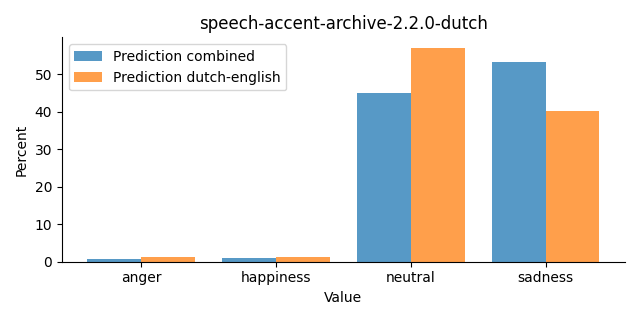 speech-accent-archive-2.2.0-dutch
Prediction combined
Prediction dutch-english
50
40
30
20
10
0
Percent
anger happiness neutral sadness
Value